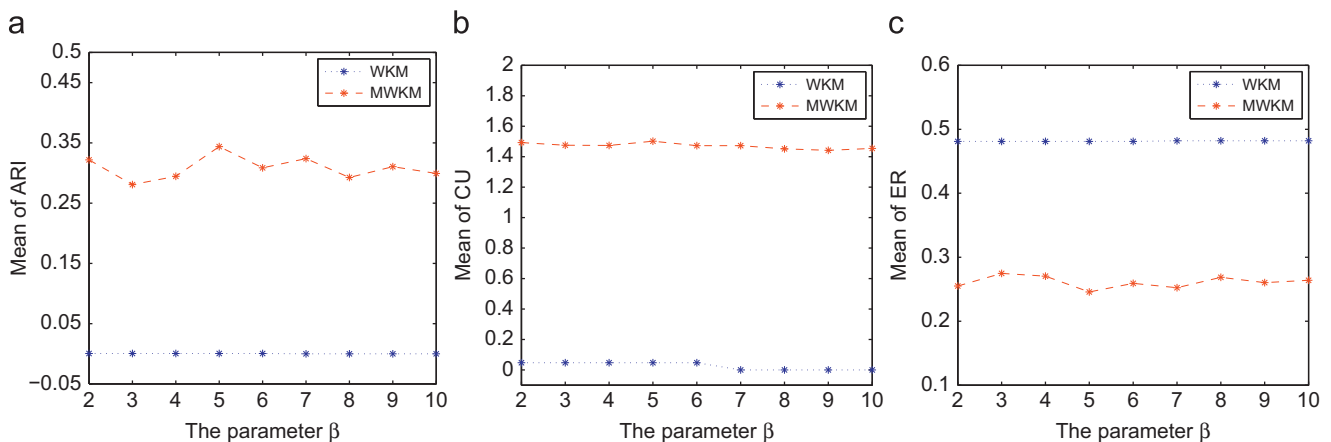 a
0.5
0.45
0.35
0.25
0.15
0.05
−0.05
Mean of ARI
WKM
MWKM
2 3 4 5 6 7 8 9 10
The parameter β
b
2
1.8
1.6
1.4
1.2
1
0.8
0.6
0.4
0.2
0
Mean of CU
WKM
MWKM
2 3 4 5 6 7 8 9 10
The parameter β
c
0.6
0.5
0.4
0.3
0.2
0.1
Mean of ER
WKM
MWKM
2 3 4 5 6 7 8 9 10
The parameter β